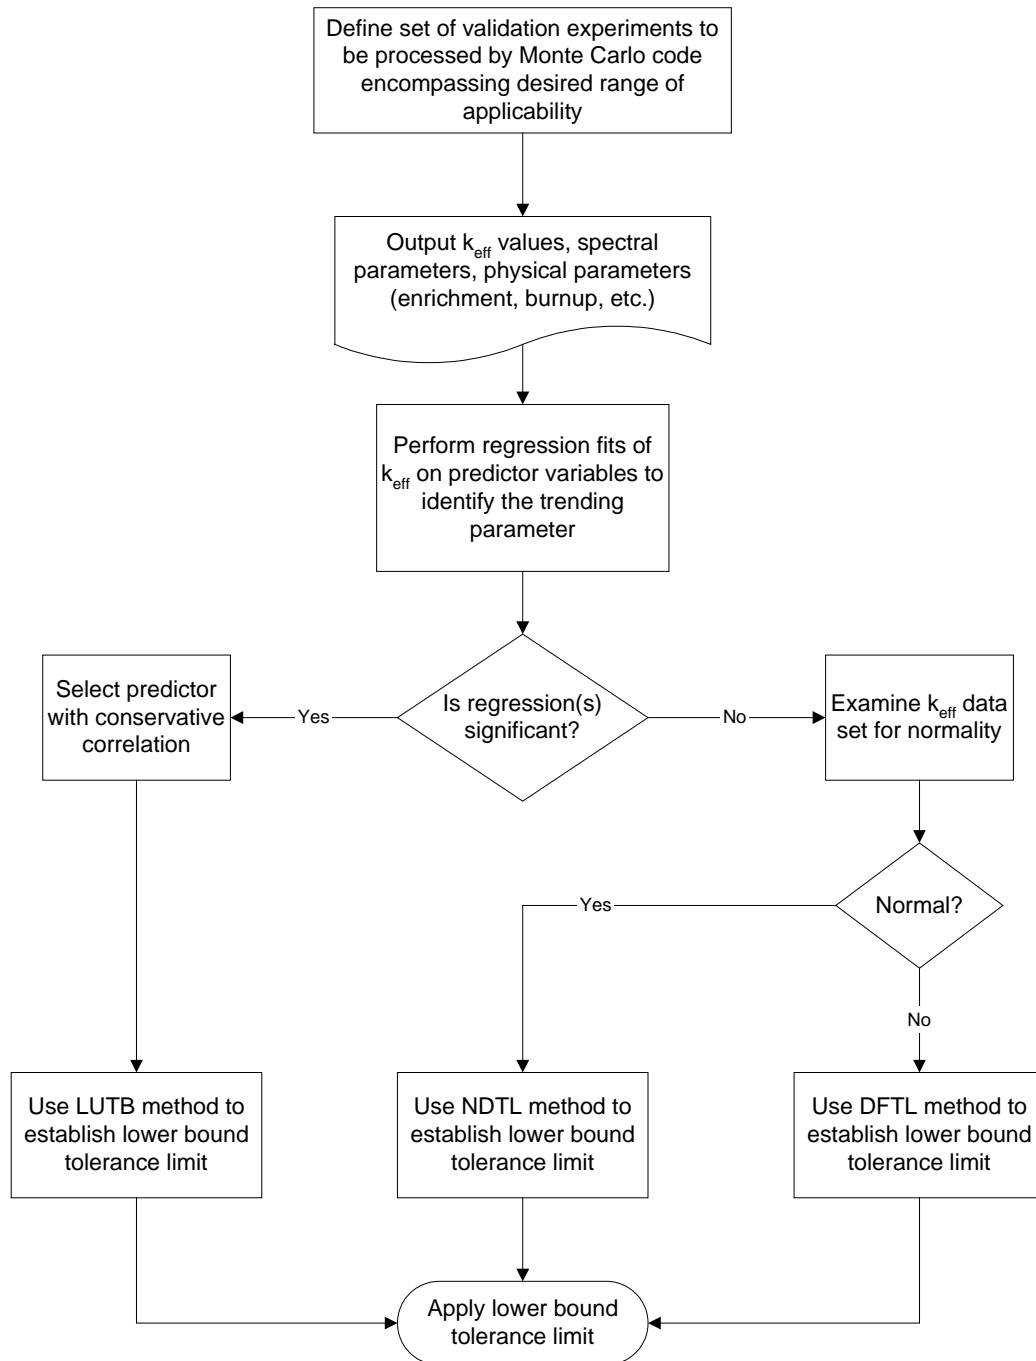 Define set of validation experiments to
be processed by Monte Carlo code
encompassing desired range of
applicability
Output keff values, spectral
parameters, physical parameters
(enrichment, burnup, etc.)
Perform regression fits of
keff on predictor variables to
identify the trending
parameter
Is regression(s)
significant?
Yes
No
Select predictor
with conservative
correlation
Examine keff data
set for normality
Normal?
Yes
No
Use LUTB method to
establish lower bound
tolerance limit
Use NDTL method to
establish lower bound
tolerance limit
Use DFTL method to
establish lower bound
tolerance limit
Apply lower bound
tolerance limit